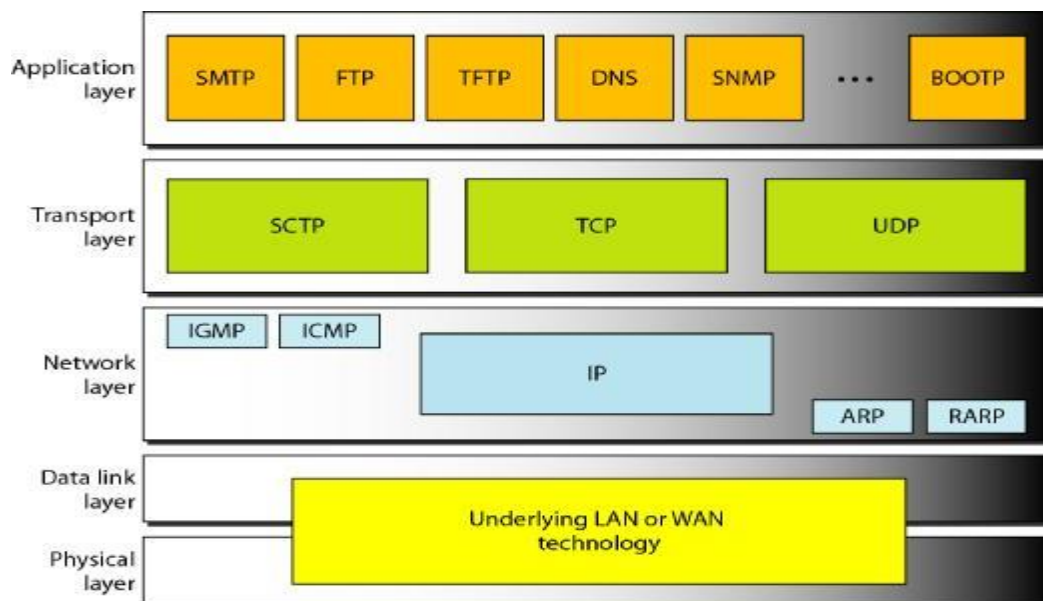 Application
layer
SMTP
FTP
TFTP
DNS
SNMP
...
BOOTP
Transport
layer
SCTP
TCP
UDP
Network
layer
IGMP
ICMP
IP
ARP
RARP
Data link
layer
Underlying LAN or WAN
technology
Physical
layer